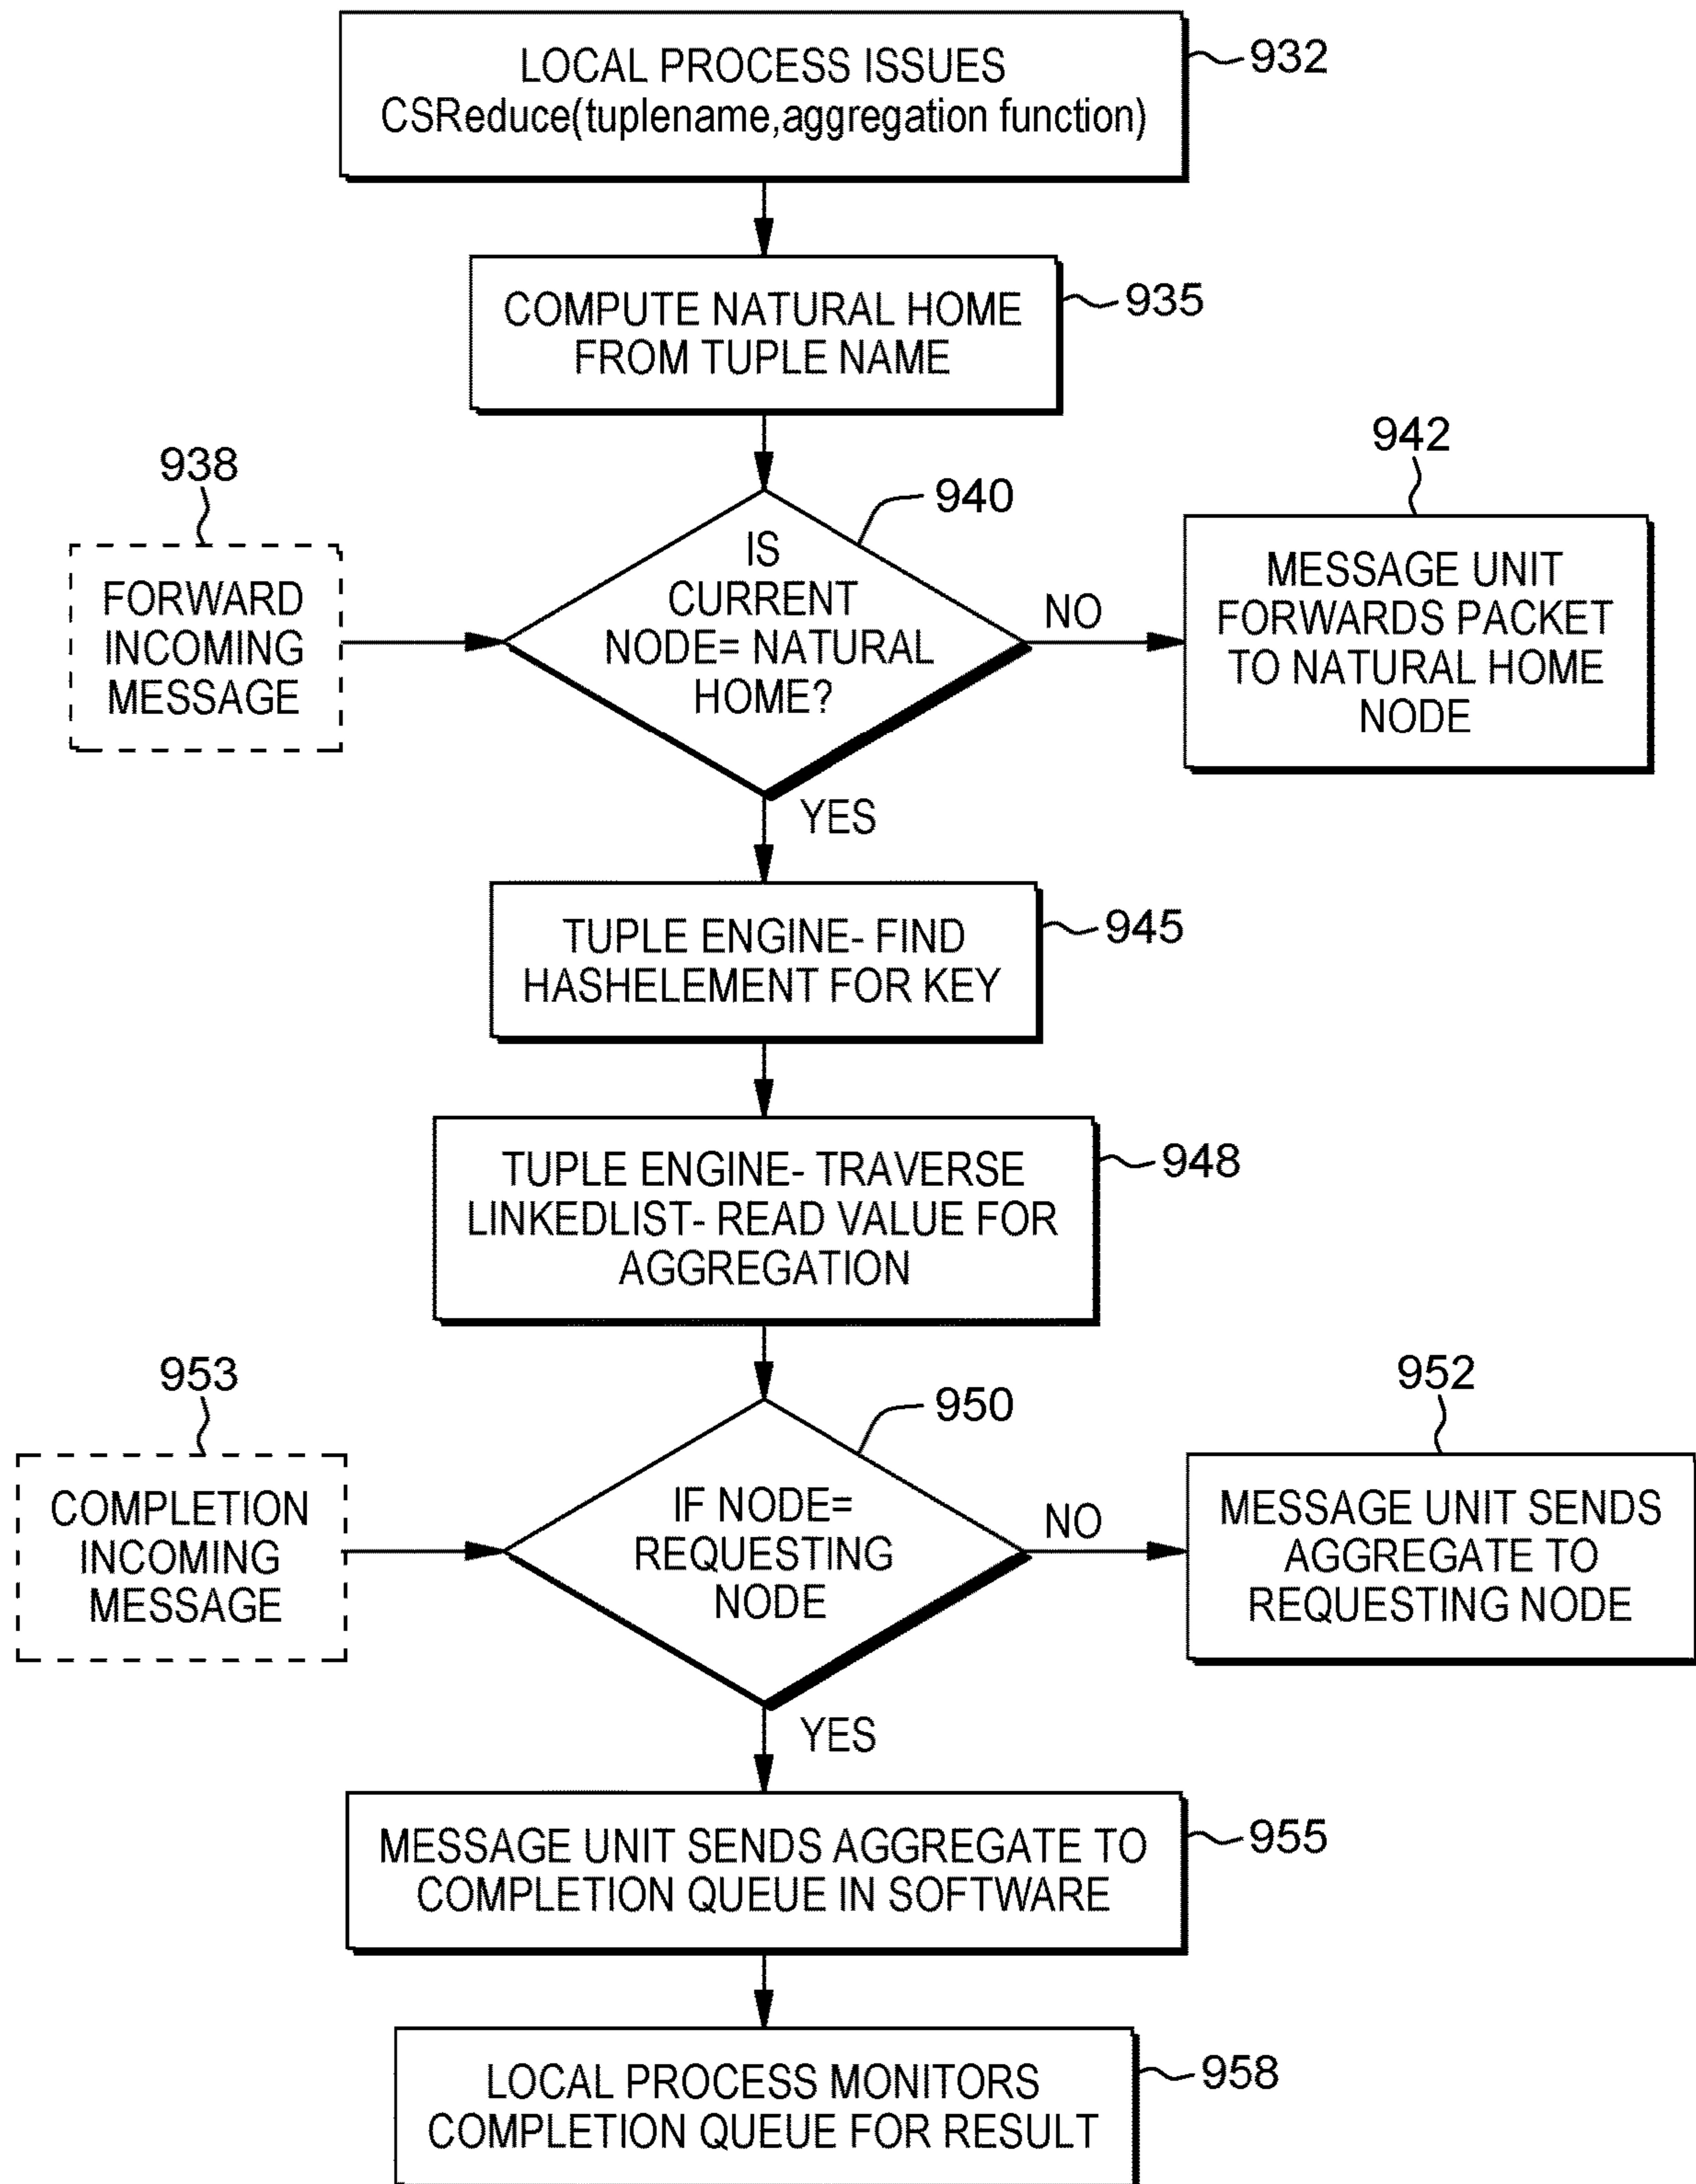 LOCAL PROCESS ISSUES
CSReduce(tuplename,aggregation function)
932
COMPUTE NATURAL HOME
FROM TUPLE NAME
935
938
FORWARD
INCOMING
MESSAGE
940
IS
CURRENT
NODE= NATURAL
HOME?
NO
942
MESSAGE UNIT
FORWARDS PACKET
TO NATURAL HOME
NODE
YES
TUPLE ENGINE- FIND
HASHELEMENT FOR KEY
945
TUPLE ENGINE- TRAVERSE
LINKEDLIST- READ VALUE FOR
AGGREGATION
948
953
COMPLETION
INCOMING
MESSAGE
950
IF NODE=
REQUESTING
NODE
NO
952
MESSAGE UNIT SENDS
AGGREGATE TO
REQUESTING NODE
YES
MESSAGE UNIT SENDS AGGREGATE TO
COMPLETION QUEUE IN SOFTWARE
955
LOCAL PROCESS MONITORS
COMPLETION QUEUE FOR RESULT
958